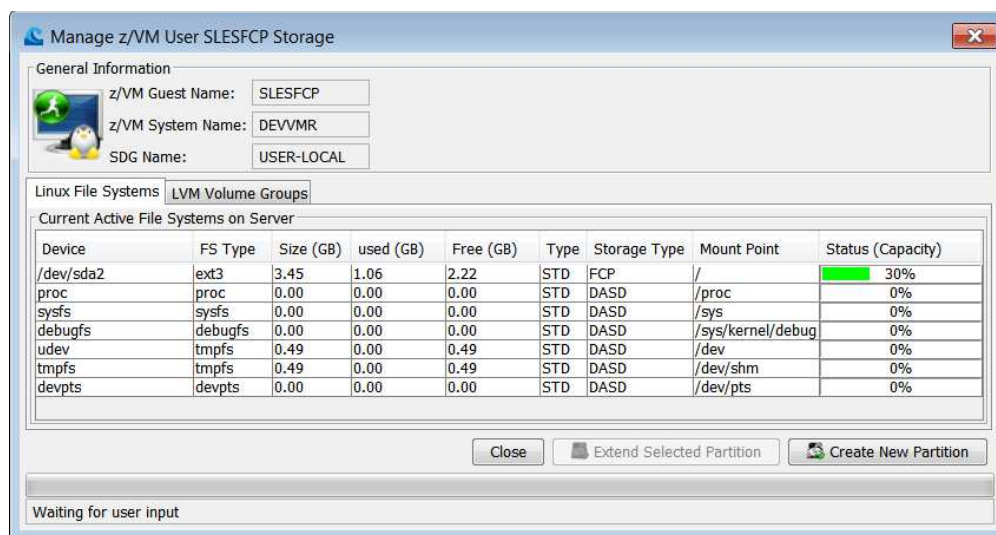 Manage z/VM User SLESFCP Storage
General Information
z/VM Guest Name: SLESFCP
z/VM System Name: DEVVMR
SDG Name: USER-LOCAL
Linux File Systems LVM Volume Groups
Current Active File Systems on Server
Device FS Type Size (GB) used (GB) Free (GB) Type Storage Type Mount Point Status (Capacity)
/dev/sda2 ext3 3.45 1.06 2.22 STD FCP / 30%
proc proc 0.00 0.00 0.00 STD DASD /proc 0%
sysfs sysfs 0.00 0.00 0.00 STD DASD /sys 0%
debugfs debugfs 0.00 0.00 0.00 STD DASD /sys/kernel/debug 0%
udev tmpfs 0.49 0.00 0.49 STD DASD /dev 0%
tmpfs tmpfs 0.49 0.00 0.49 STD DASD /dev/shm 0%
devpts devpts 0.00 0.00 0.00 STD DASD /dev/pts 0%
Close Extend Selected Partition Create New Partition
Waiting for user input